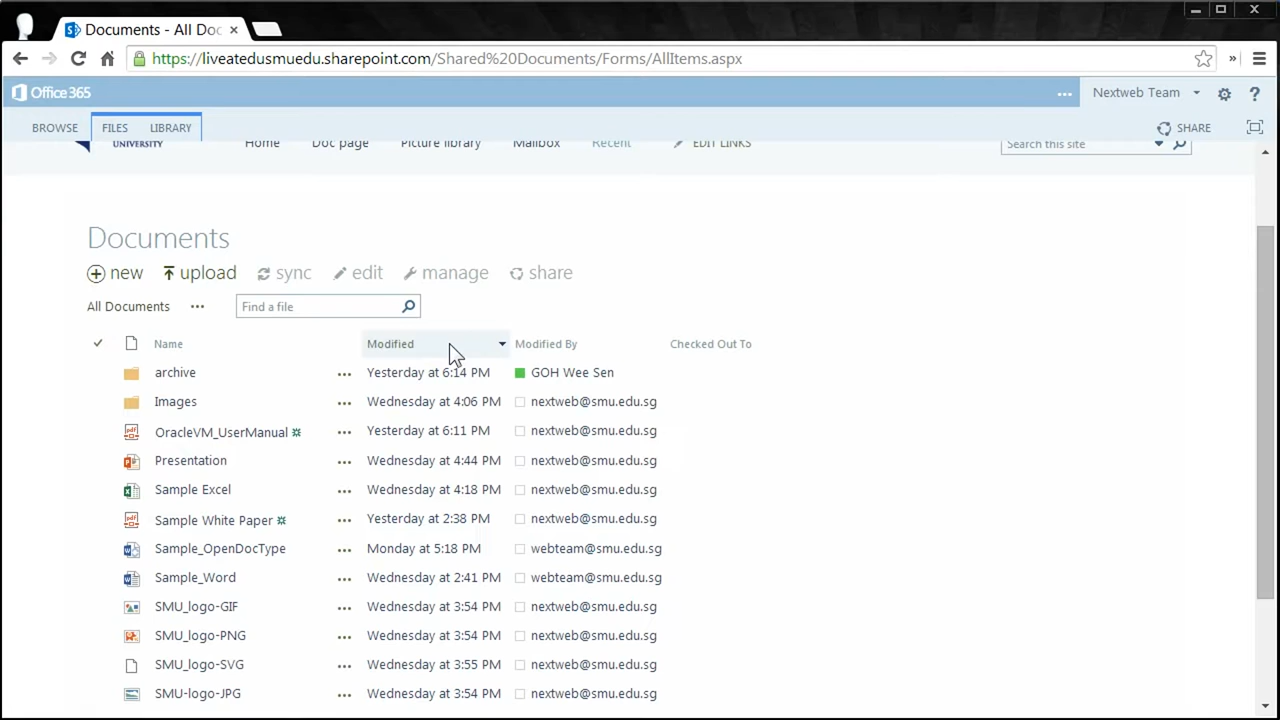 Documents - All Doc
https://liveatedusmuedu.sharepoint.com/Shared%20Documents/Forms/AllItems.aspx
Office 365 ... Nextweb Team ?
BROWSE FILES LIBRARY SHARE
UNIVERSITY Home Doc page Picture library Mailbox Recent EDIT LINKS Search this site
Documents
new upload sync edit manage share
All Documents ... Find a file
Name Modified Modified By Checked Out To
archive ... Yesterday at 6:14 PM GOH Wee Sen
Images ... Wednesday at 4:06 PM nextweb@smu.edu.sg
OracleVM_UserManual ... Yesterday at 6:11 PM nextweb@smu.edu.sg
Presentation ... Wednesday at 4:44 PM nextweb@smu.edu.sg
Sample Excel ... Wednesday at 4:18 PM nextweb@smu.edu.sg
Sample White Paper ... Yesterday at 2:38 PM nextweb@smu.edu.sg
Sample_OpenDocType ... Monday at 5:18 PM webteam@smu.edu.sg
Sample_Word ... Wednesday at 2:41 PM webteam@smu.edu.sg
SMU_logo-GIF ... Wednesday at 3:54 PM nextweb@smu.edu.sg
SMU_logo-PNG ... Wednesday at 3:54 PM nextweb@smu.edu.sg
SMU_logo-SVG ... Wednesday at 3:55 PM nextweb@smu.edu.sg
SMU-logo-JPG ... Wednesday at 3:54 PM nextweb@smu.edu.sg